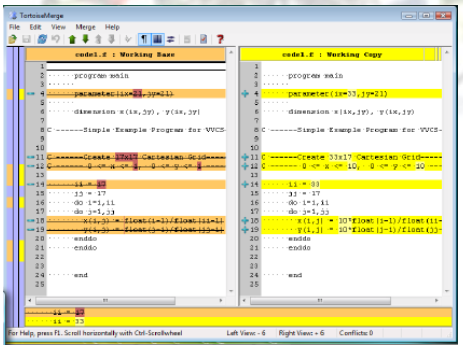 TortoiseMerge
File Edit View Merge Help
code1.f : Working Base
1
2 ·····program main
3 ·····
4 ·····parameter(ix=21,jy=21)
5 ·····
6 ·····dimension x(ix,jy), y(ix,jy)
7
8 C ------Simple Example Program for VVCS-
9
10
11 C ------Create 17x17 Cartesian Grid-----
12 C------ 0 <= x <= 1, 0 <= y <= 1
13
14 ·····ii = 17
15 ·····jj = 17
16 ·····do i=1,ii
17 ·····do j=1,jj
18 ·······x(i,j) = float(i-1)/float(ii-1)
19 ·······y(i,j) = float(j-1)/float(jj-1)
20 ·····enddo
21 ·····enddo
22
23
24 ·····end
25
code1.f : Working Copy
1
2 ·····program main
3 ·····
4 ·····parameter(ix=33,jy=21)
5 ·····
6 ·····dimension x(ix,jy), y(ix,jy)
7
8 C ------Simple Example Program for VVCS-
9
10
11 C ------Create 33x17 Cartesian Grid-----
12 C------ 0 <= x <= 10, 0 <= y <= 10
13
14 ·····ii = 33
15 ·····jj = 17
16 ·····do i=1,ii
17 ·····do j=1,jj
18 ·······x(i,j) = 10*float(i-1)/float(ii-
19 ·······y(i,j) = 10*float(j-1)/float(jj-
20 ·····enddo
21 ·····enddo
22
23
24 ·····end
25
·····ii = 17
·····ii = 33
For Help, press F1. Scroll horizontally with Ctrl-Scrollwheel Left View: - 6 Right View: + 6 Conflicts: 0